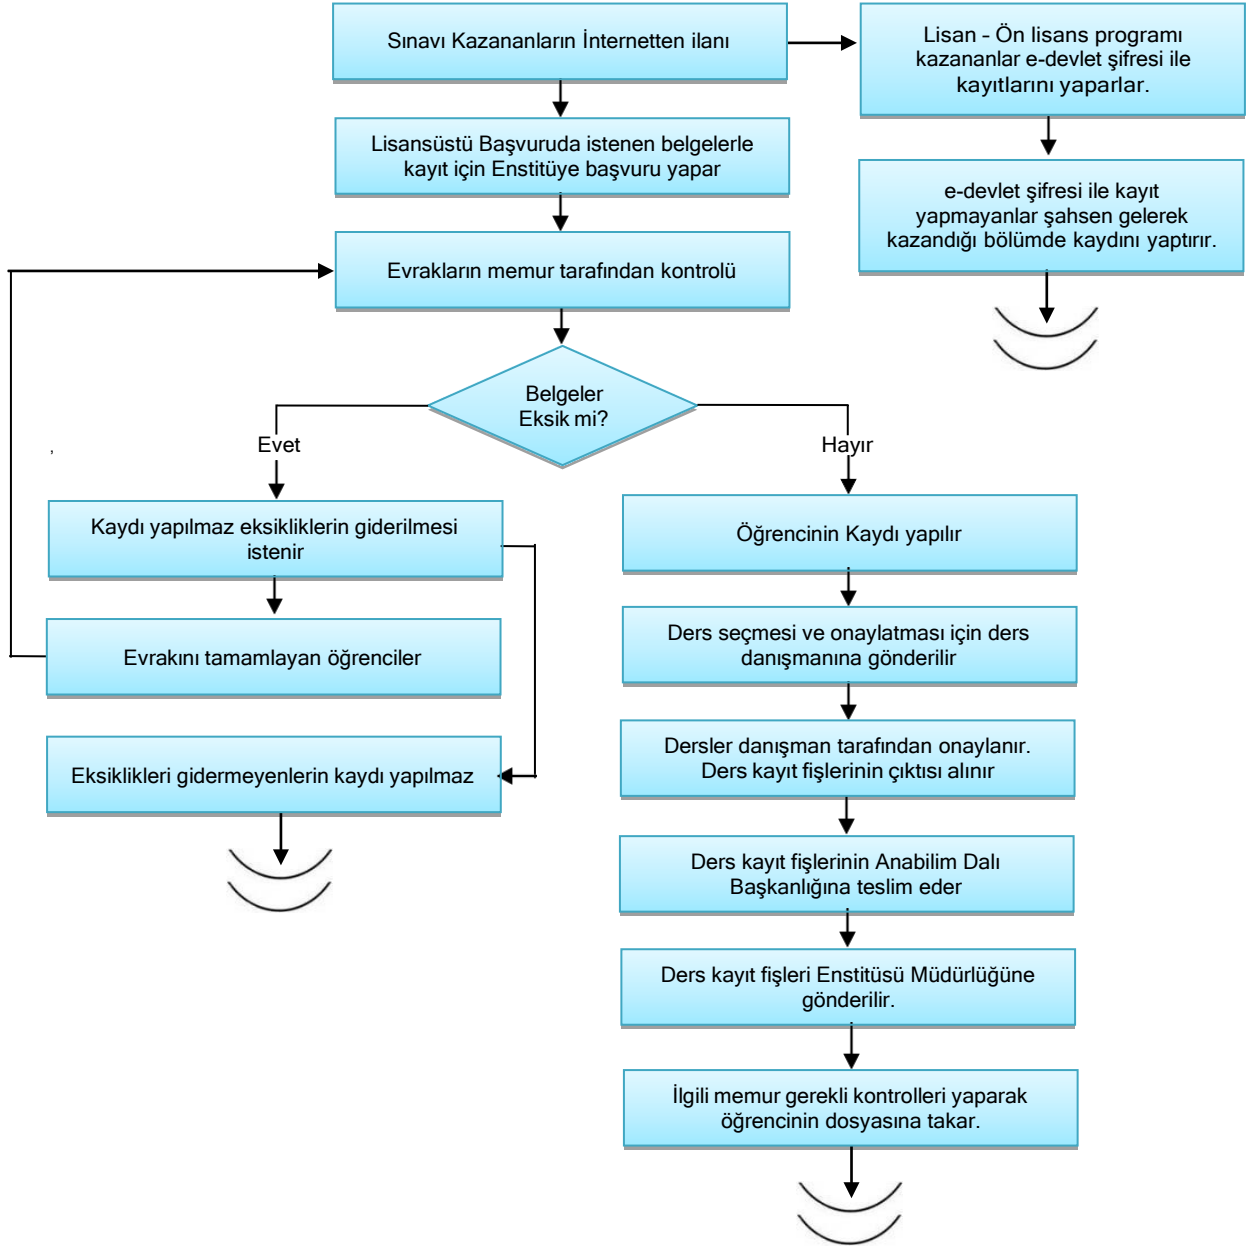 Sınavı Kazananların İnternetten ilanı
Lisan - Ön lisans programı
kazananlar e-devlet şifresi ile
kayıtlarını yaparlar.
Lisansüstü Başvuruda istenen belgelerle
kayıt için Enstitüye başvuru yapar
e-devlet şifresi ile kayıt
yapmayanlar şahsen gelerek
kazandığı bölümde kaydını yaptırır.
Evrakların memur tarafından kontrolü
Belgeler
Eksik mi?
Evet
Hayır
,
Kaydı yapılmaz eksikliklerin giderilmesi
istenir
Öğrencinin Kaydı yapılır
Evrakını tamamlayan öğrenciler
Ders seçmesi ve onaylatması için ders
danışmanına gönderilir
Eksiklikleri gidermeyenlerin kaydı yapılmaz
Dersler danışman tarafından onaylanır.
Ders kayıt fişlerinin çıktısı alınır
Ders kayıt fişlerinin Anabilim Dalı
Başkanlığına teslim eder
Ders kayıt fişleri Enstitüsü Müdürlüğüne
gönderilir.
İlgili memur gerekli kontrolleri yaparak
öğrencinin dosyasına takar.